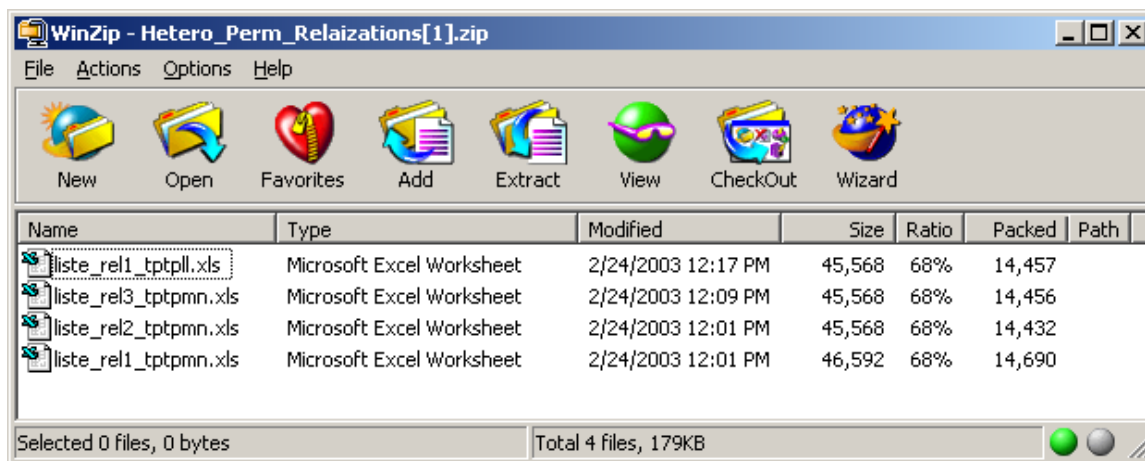 WinZip - Hetero_Perm_Relaizations[1].zip
File Actions Options Help
New Open Favorites Add Extract View CheckOut Wizard
Name Type Modified Size Ratio Packed Path
liste_rel1_tptpll.xls Microsoft Excel Worksheet 2/24/2003 12:17 PM 45,568 68% 14,457
liste_rel3_tptpmn.xls Microsoft Excel Worksheet 2/24/2003 12:09 PM 45,568 68% 14,456
liste_rel2_tptpmn.xls Microsoft Excel Worksheet 2/24/2003 12:01 PM 45,568 68% 14,432
liste_rel1_tptpmn.xls Microsoft Excel Worksheet 2/24/2003 12:01 PM 46,592 68% 14,690
Selected 0 files, 0 bytes Total 4 files, 179KB